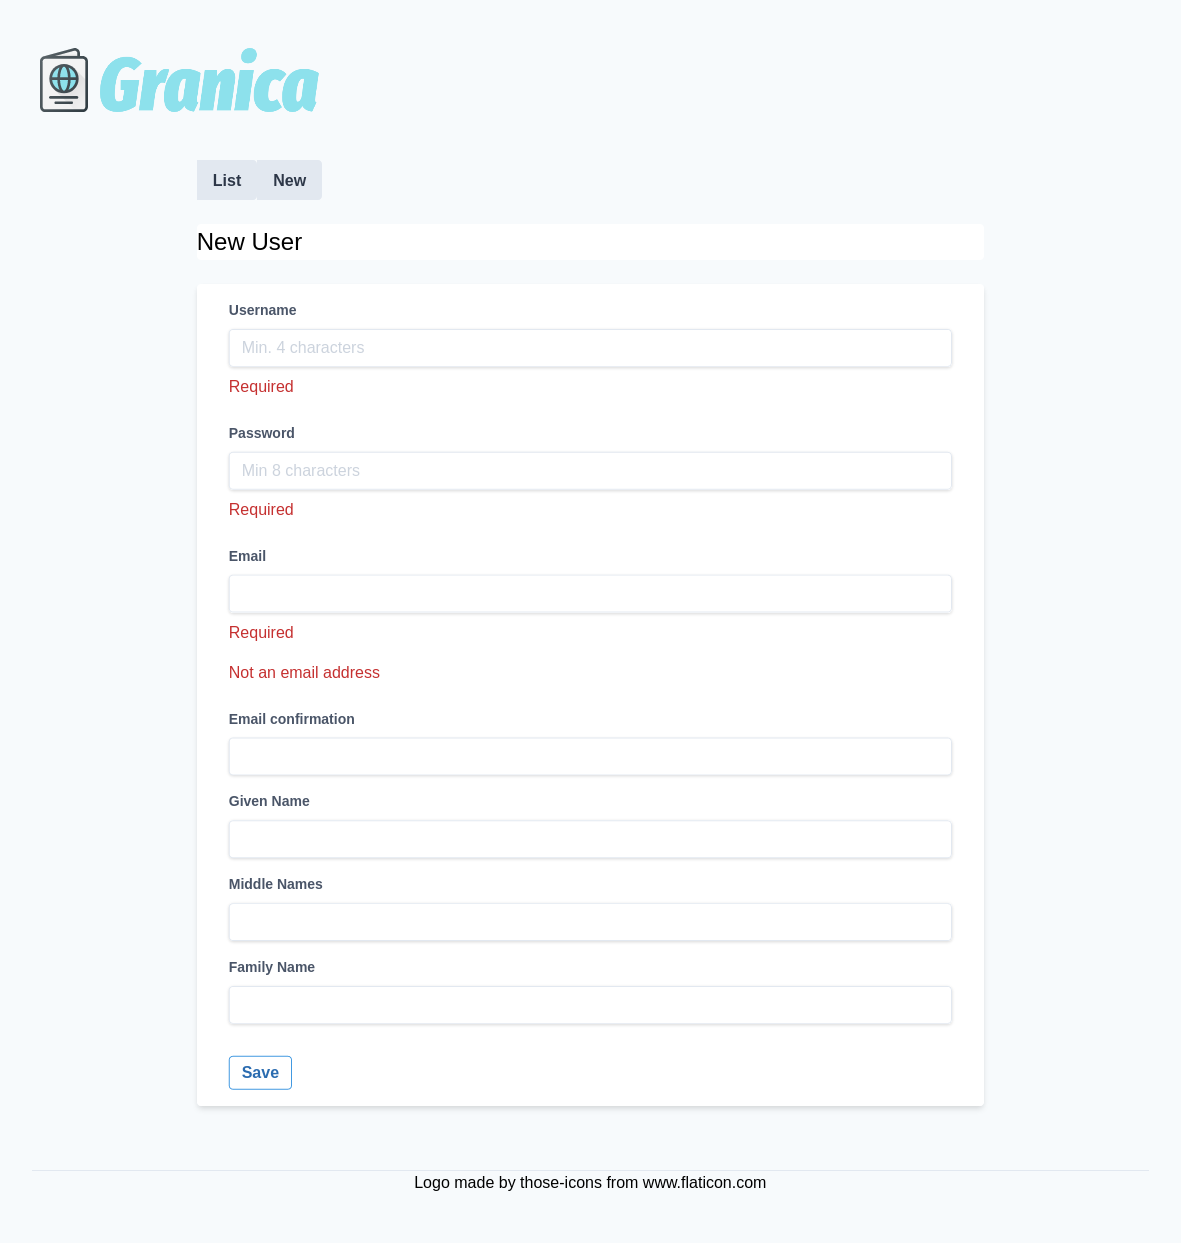 Granica
List New
New User
Username
Min. 4 characters
Required
Password
Min 8 characters
Required
Email
Required
Not an email address
Email confirmation
Given Name
Middle Names
Family Name
Save
Logo made by those-icons from www.flaticon.com